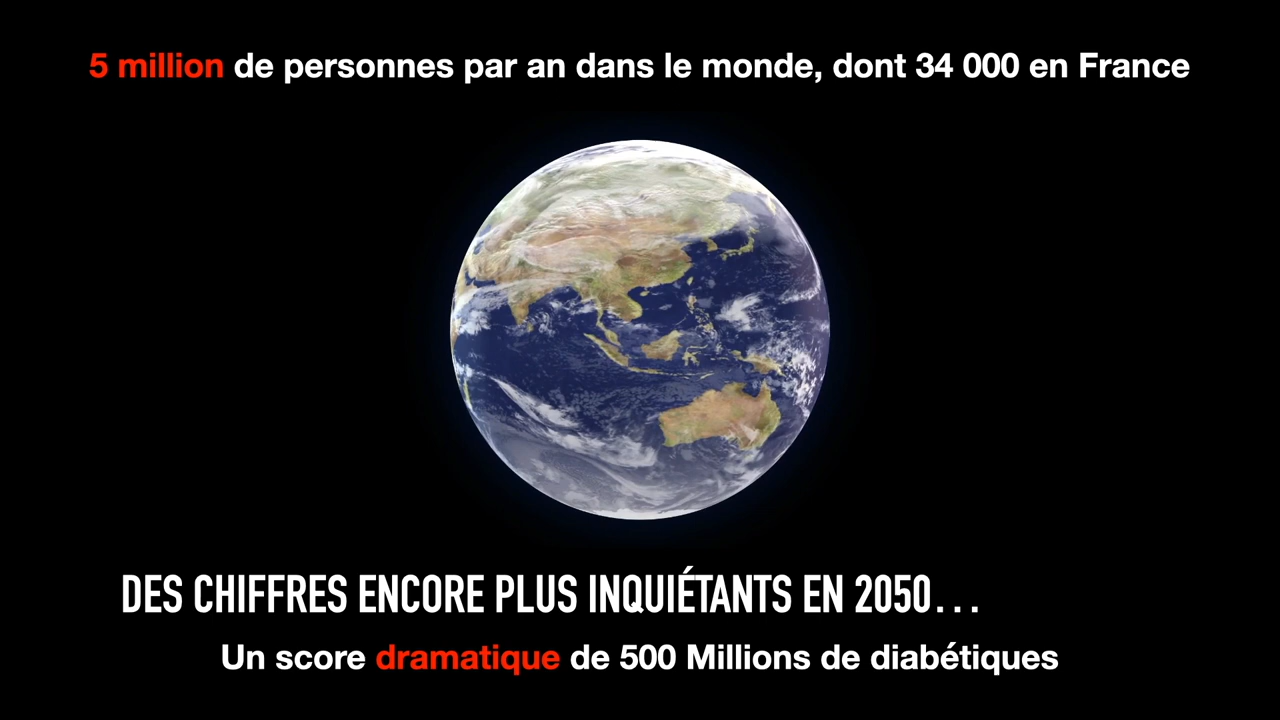 5 million de personnes par an dans le monde, dont 34 000 en France
DES CHIFFRES ENCORE PLUS INQUIÉTANTS EN 2050...
Un score dramatique de 500 Millions de diabétiques